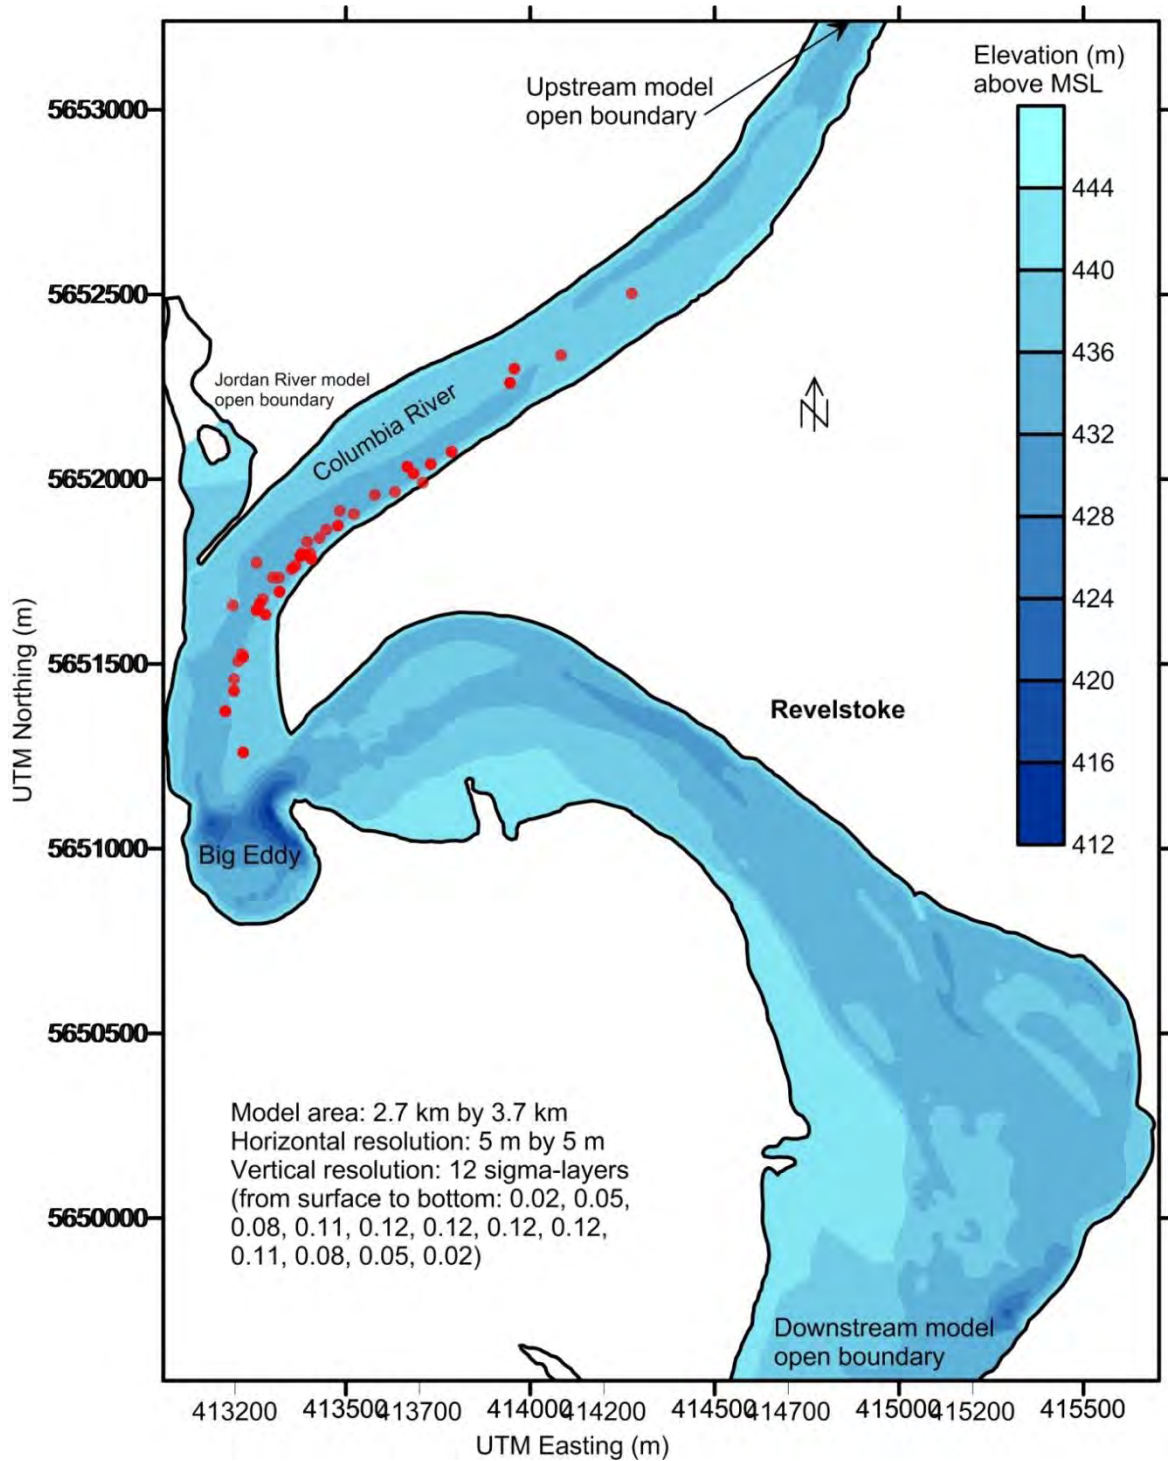 Upstream model
open boundary
Elevation (m)
above MSL
5653000
5652500
5652000
5651500
5651000
5650500
5650000
UTM Northing (m)
444
440
436
432
428
424
420
416
412
Jordan River model
open boundary
Columbia River
N
Revelstoke
Big Eddy
Model area: 2.7 km by 3.7 km
Horizontal resolution: 5 m by 5 m
Vertical resolution: 12 sigma-layers
(from surface to bottom: 0.02, 0.05,
0.08, 0.11, 0.12, 0.12, 0.12, 0.12,
0.11, 0.08, 0.05, 0.02)
Downstream model
open boundary
413200 413500 413700 414000 414200 414500 414700 415000 415200 415500
UTM Easting (m)